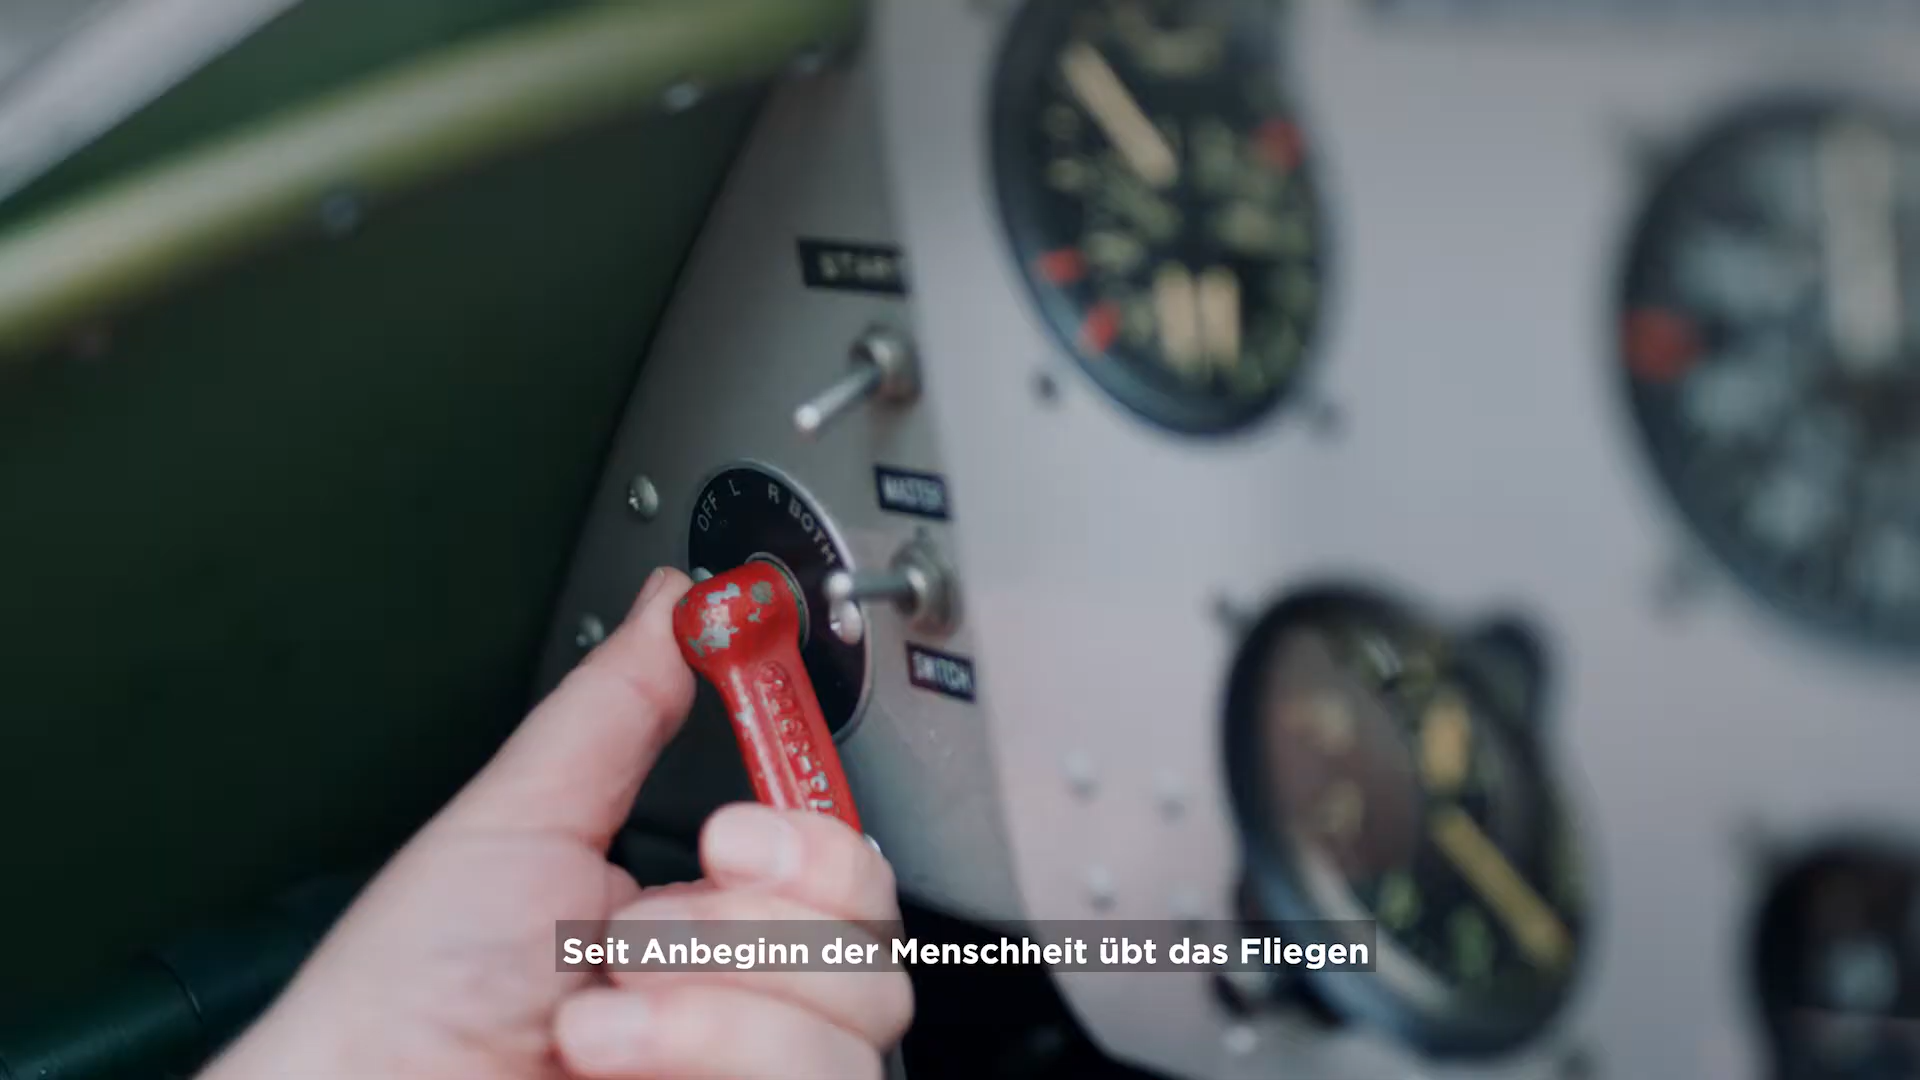 START
OFF L R BOTH
MASTER
SWITCH
Seit Anbeginn der Menschheit übt das Fliegen